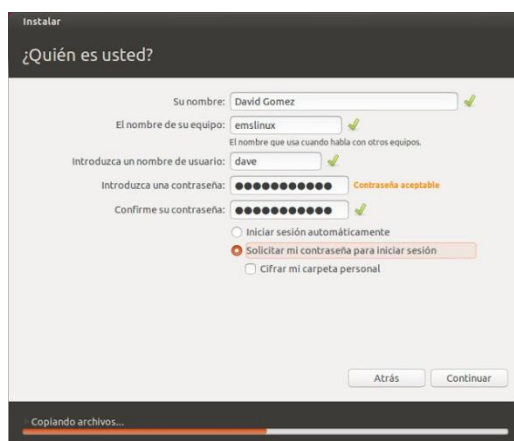 Instalar
¿Quién es usted?
Su nombre: David Gomez
El nombre de su equipo: emslinux
El nombre que usa cuando habla con otros equipos.
Introduzca un nombre de usuario: dave
Introduzca una contraseña: ●●●●●●●●●●● Contraseña aceptable
Confirme su contraseña: ●●●●●●●●●●●
Iniciar sesión automáticamente
Solicitar mi contraseña para iniciar sesión
Cifrar mi carpeta personal
Atrás Continuar
Copiando archivos...